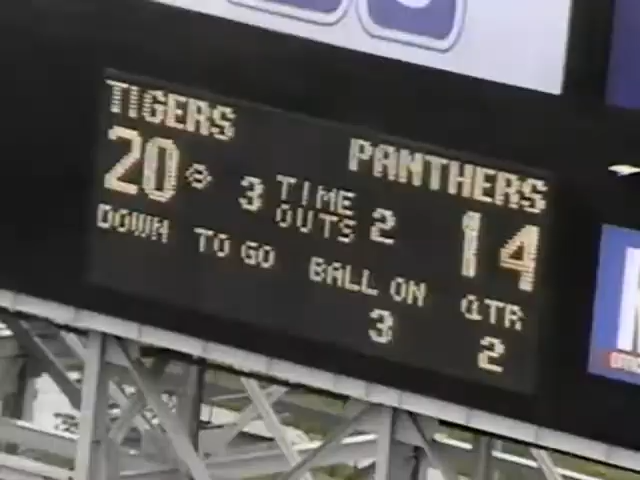 TIGERS PANTHERS
20 3 TIME OUTS 2 14
DOWN TO GO BALL ON QTR
3 2